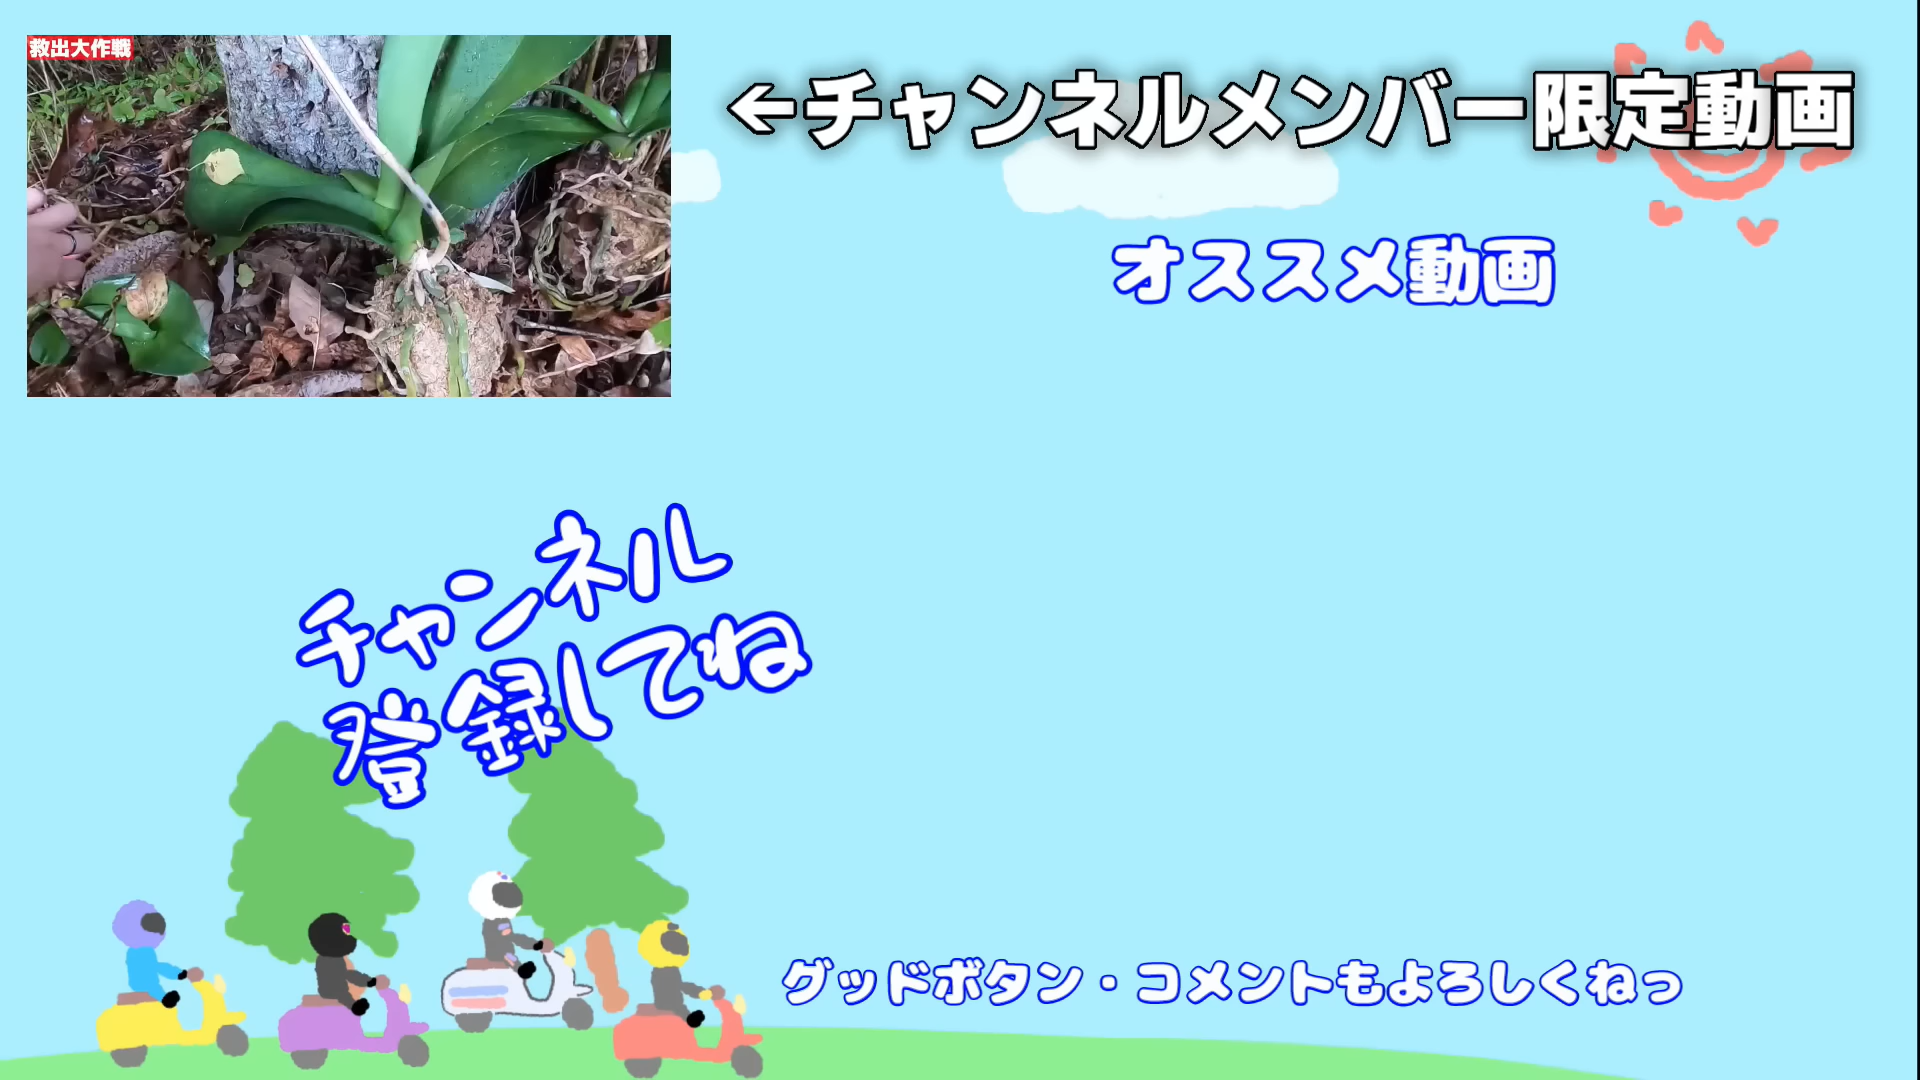 救出大作戦
←チャンネルメンバー限定動画
オススメ動画
チャンネル
登録してね
グッドボタン・コメントもよろしくねっ